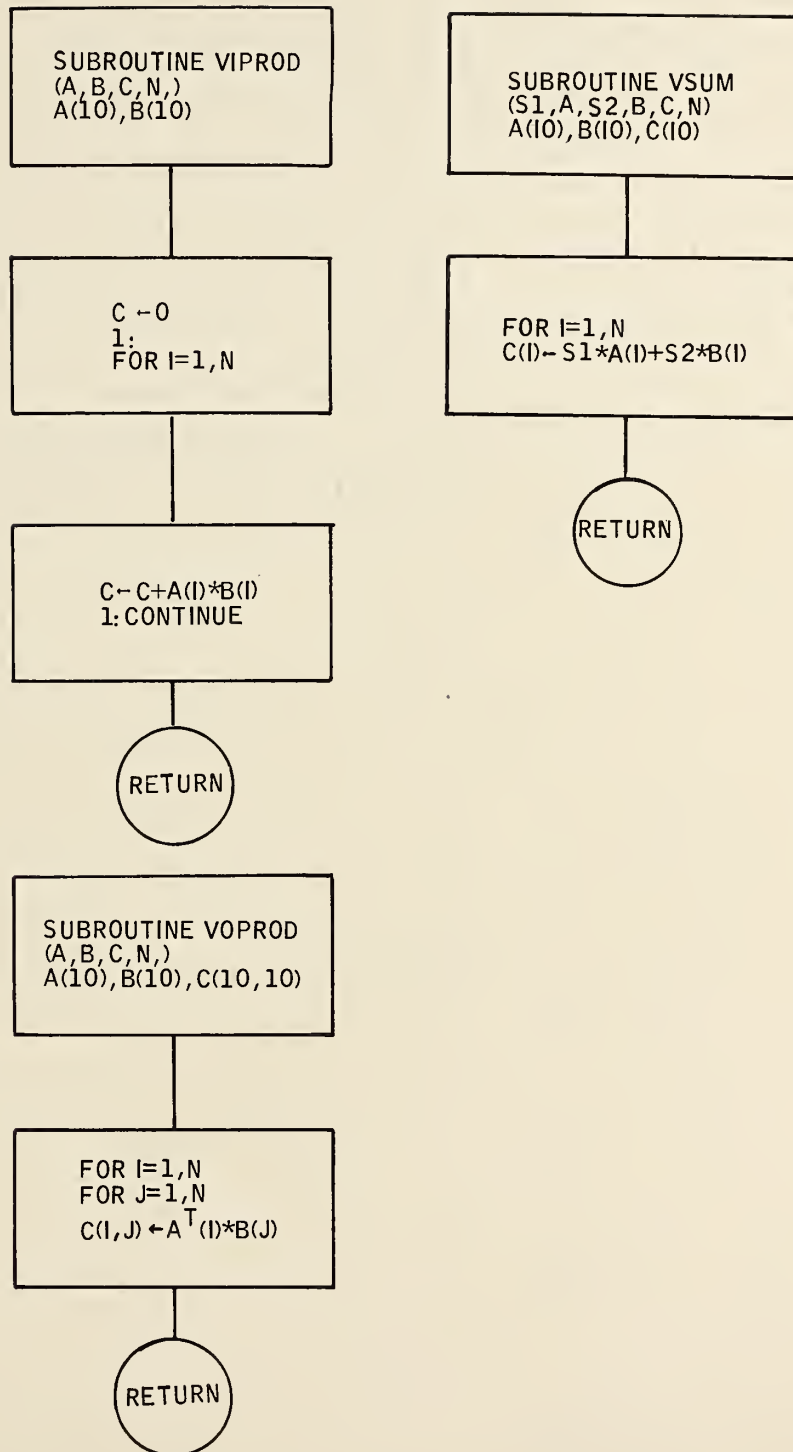 SUBROUTINE VIPROD
(A,B,C,N,)
A(10),B(10)
C ←0
1:
FOR I=1,N
C←C+A(I)*B(I)
1:CONTINUE
RETURN
SUBROUTINE VSUM
(S1,A,S2,B,C,N)
A(10),B(10),C(10)
FOR I=1,N
C(I)←S1*A(I)+S2*B(I)
RETURN
SUBROUTINE VOPROD
(A,B,C,N,)
A(10),B(10),C(10,10)
FOR I=1,N
FOR J=1,N
C(I,J)←Aᵀ(I)*B(J)
RETURN